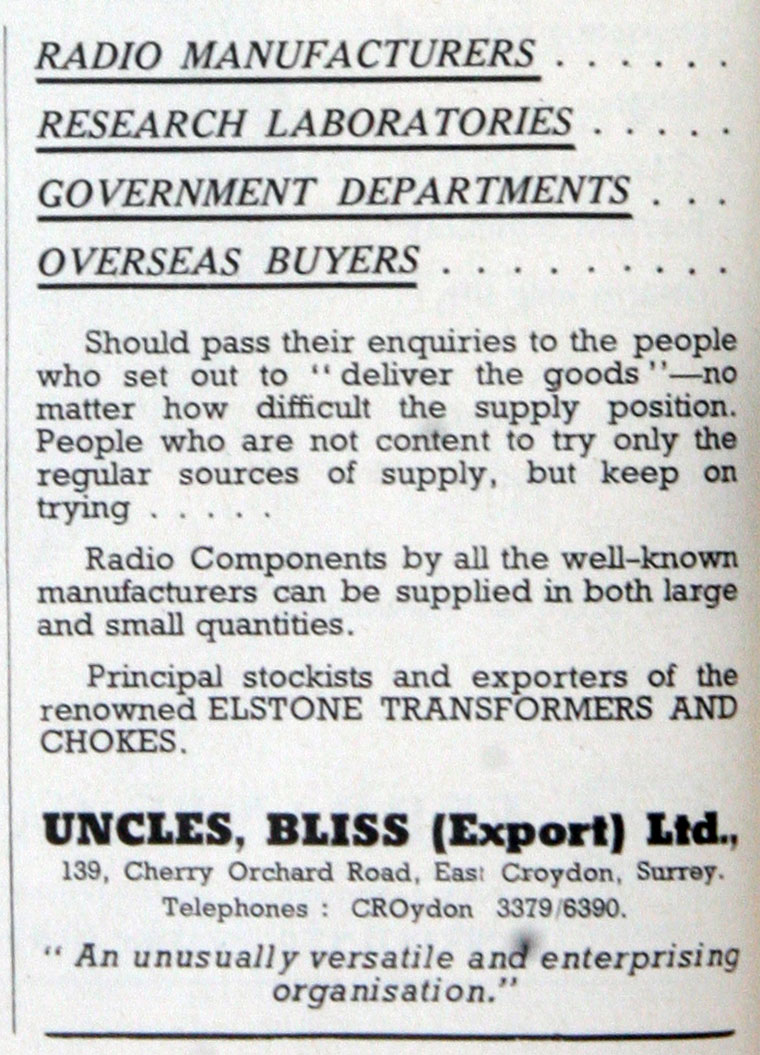 RADIO MANUFACTURERS . . . . . .
RESEARCH LABORATORIES . . . . .
GOVERNMENT DEPARTMENTS . . .
OVERSEAS BUYERS . . . . . . . . . .
Should pass their enquiries to the people
who set out to “ deliver the goods ”—no
matter how difficult the supply position.
People who are not content to try only the
regular sources of supply, but keep on
trying . . . . .
Radio Components by all the well-known
manufacturers can be supplied in both large
and small quantities.
Principal stockists and exporters of the
renowned ELSTONE TRANSFORMERS AND
CHOKES.
UNCLES, BLISS (Export) Ltd.,
139, Cherry Orchard Road, East Croydon, Surrey.
Telephones : CROydon 3379/6390.
“ An unusually versatile and enterprising
organisation.”